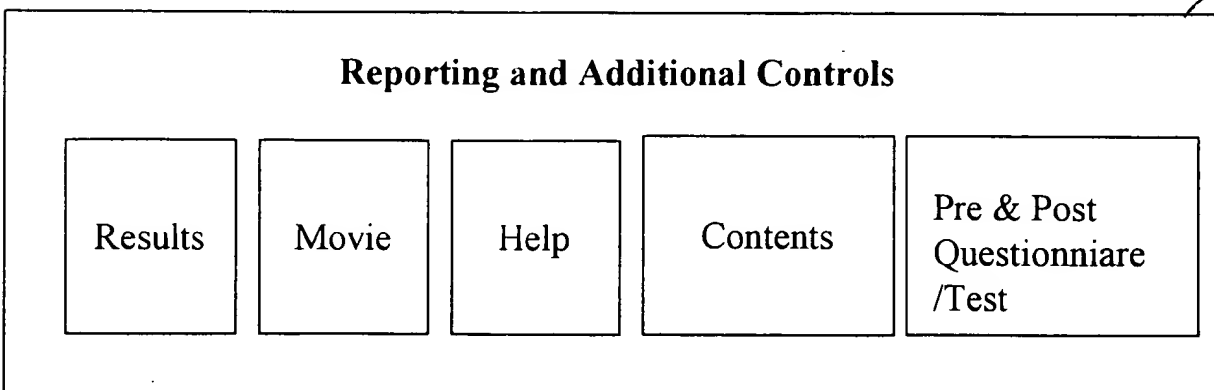 Reporting and Additional Controls
Results
Movie
Help
Contents
Pre & Post
Questionniare
/Test